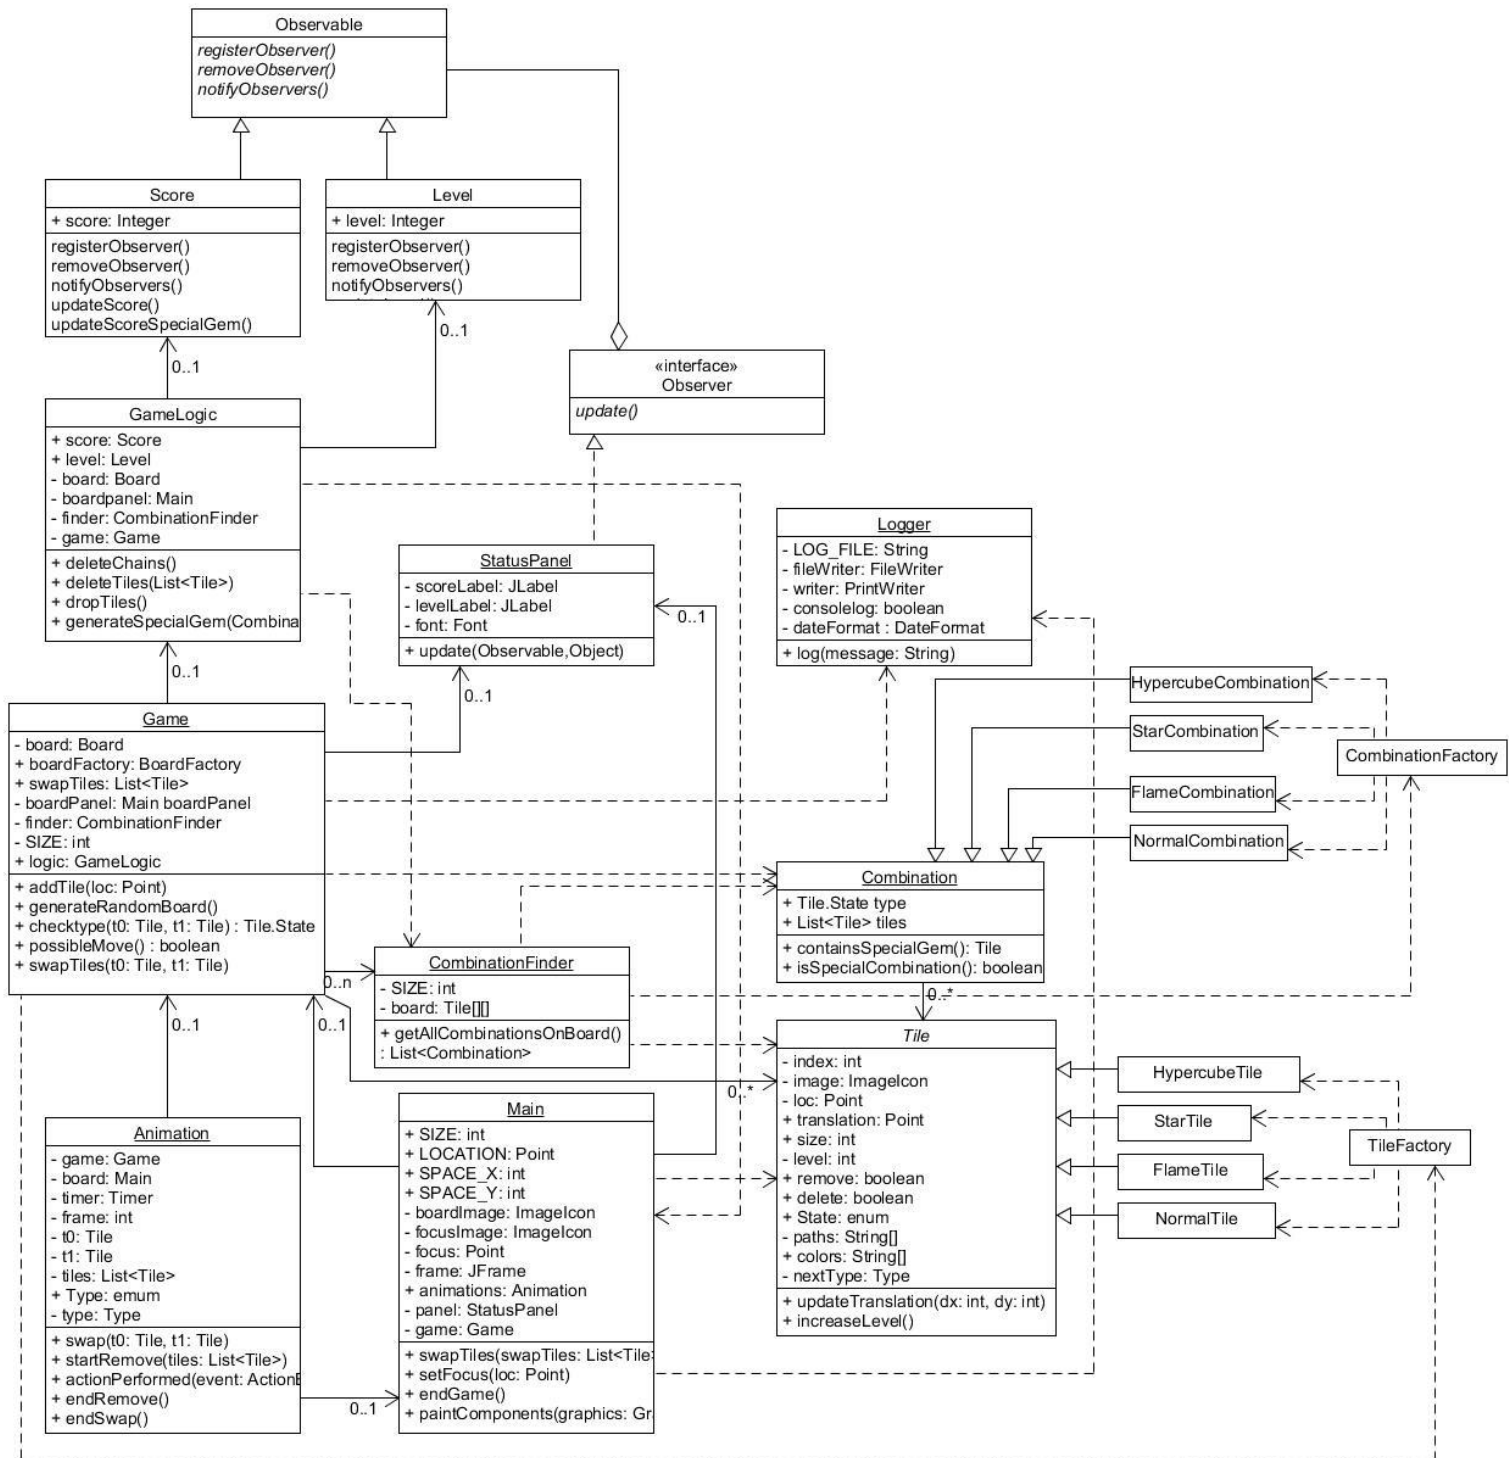 Observable
registerObserver()
removeObserver()
notifyObservers()
Score
+ score: Integer
registerObserver()
removeObserver()
notifyObservers()
updateScore()
updateScoreSpecialGem()
Level
+ level: Integer
registerObserver()
removeObserver()
notifyObservers()
0..1
0..1
«interface»
Observer
update()
GameLogic
+ score: Score
+ level: Level
- board: Board
- boardpanel: Main
- finder: CombinationFinder
- game: Game
+ deleteChains()
+ deleteTiles(List<Tile>)
+ dropTiles()
+ generateSpecialGem(Combina
0..1
StatusPanel
- scoreLabel: JLabel
- levelLabel: JLabel
- font: Font
+ update(Observable,Object)
0..1
0..1
Logger
- LOG_FILE: String
- fileWriter: FileWriter
- writer: PrintWriter
- consolelog: boolean
- dateFormat : DateFormat
+ log(message: String)
HypercubeCombination
StarCombination
FlameCombination
NormalCombination
CombinationFactory
Game
- board: Board
+ boardFactory: BoardFactory
+ swapTiles: List<Tile>
- boardPanel: Main boardPanel
- finder: CombinationFinder
- SIZE: int
+ logic: GameLogic
+ addTile(loc: Point)
+ generateRandomBoard()
+ checktype(t0: Tile, t1: Tile) : Tile.State
+ possibleMove() : boolean
+ swapTiles(t0: Tile, t1: Tile)
0..n
0..1
0..1
Combination
+ Tile.State type
+ List<Tile> tiles
+ containsSpecialGem(): Tile
+ isSpecialCombination(): boolean
0..*
CombinationFinder
- SIZE: int
- board: Tile[][]
+ getAllCombinationsOnBoard()
: List<Combination>
0..*
Tile
- index: int
- image: ImageIcon
- loc: Point
+ translation: Point
+ size: int
- level: int
+ remove: boolean
+ delete: boolean
+ State: enum
- paths: String[]
+ colors: String[]
- nextType: Type
+ updateTranslation(dx: int, dy: int)
+ increaseLevel()
HypercubeTile
StarTile
FlameTile
NormalTile
TileFactory
Animation
- game: Game
- board: Main
- timer: Timer
- frame: int
- t0: Tile
- t1: Tile
- tiles: List<Tile>
+ Type: emum
- type: Type
+ swap(t0: Tile, t1: Tile)
+ startRemove(tiles: List<Tile>)
+ actionPerformed(event: ActionE
+ endRemove()
+ endSwap()
0..1
Main
+ SIZE: int
+ LOCATION: Point
+ SPACE_X: int
+ SPACE_Y: int
- boardImage: ImageIcon
- focusImage: ImageIcon
- focus: Point
- frame: JFrame
+ animations: Animation
- panel: StatusPanel
- game: Game
+ swapTiles(swapTiles: List<Tile>
+ setFocus(loc: Point)
+ endGame()
+ paintComponents(graphics: Gr